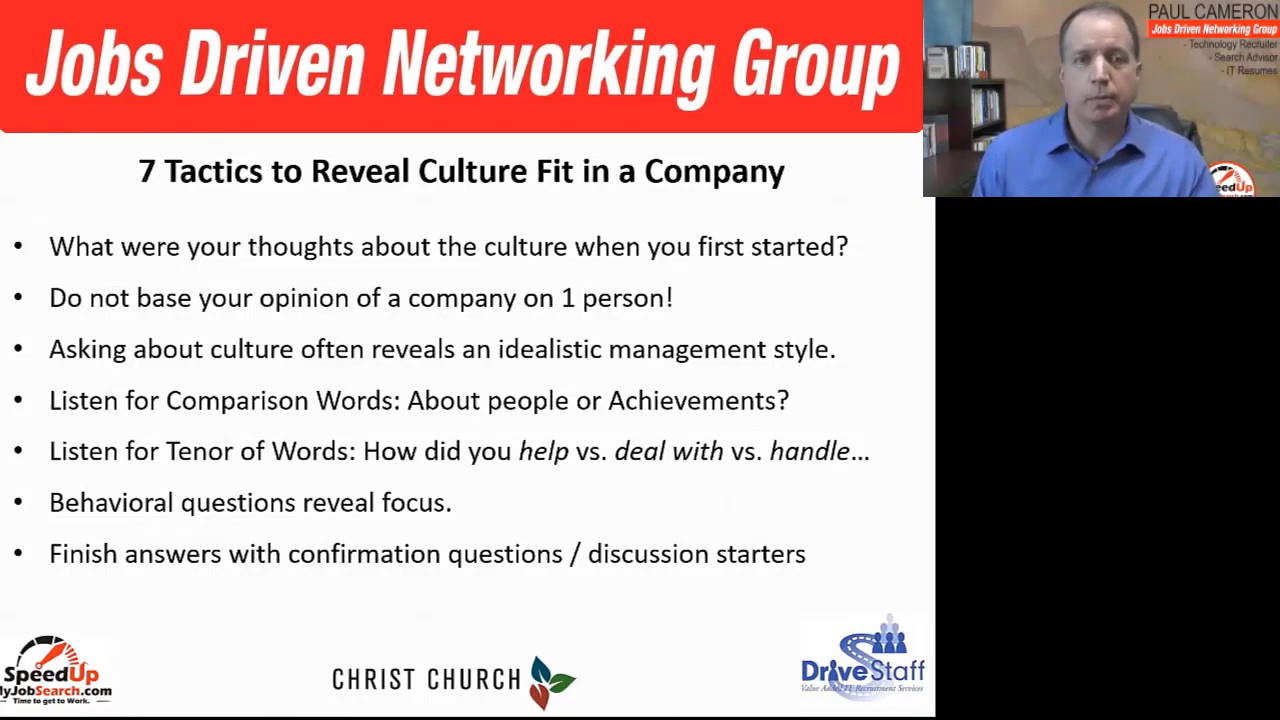 Jobs Driven Networking Group
PAUL CAMERON
Jobs Driven Networking Group
- Technology Recruiter
- Search Advisor
- IT Resumes
7 Tactics to Reveal Culture Fit in a Company
• What were your thoughts about the culture when you first started?
• Do not base your opinion of a company on 1 person!
• Asking about culture often reveals an idealistic management style.
• Listen for Comparison Words: About people or Achievements?
• Listen for Tenor of Words: How did you help vs. deal with vs. handle...
• Behavioral questions reveal focus.
• Finish answers with confirmation questions / discussion starters
SpeedUp
MyJobSearch.com
Time to get to Work.
CHRIST CHURCH
DriveStaff
Value Added IT Recruitment Services